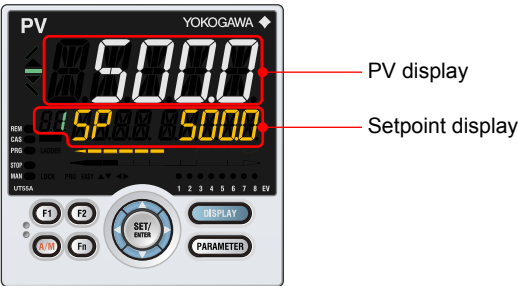 PV YOKOGAWA
500.0
PV display
1 SP 500.0
Setpoint display
REM
CAS
PRG LADDER
STOP
MAN LOCK PRG EDIT
UT55A 1 2 3 4 5 6 7 8 EV
F1 F2 DISPLAY
SET/
ENTER
A/M Fn PARAMETER